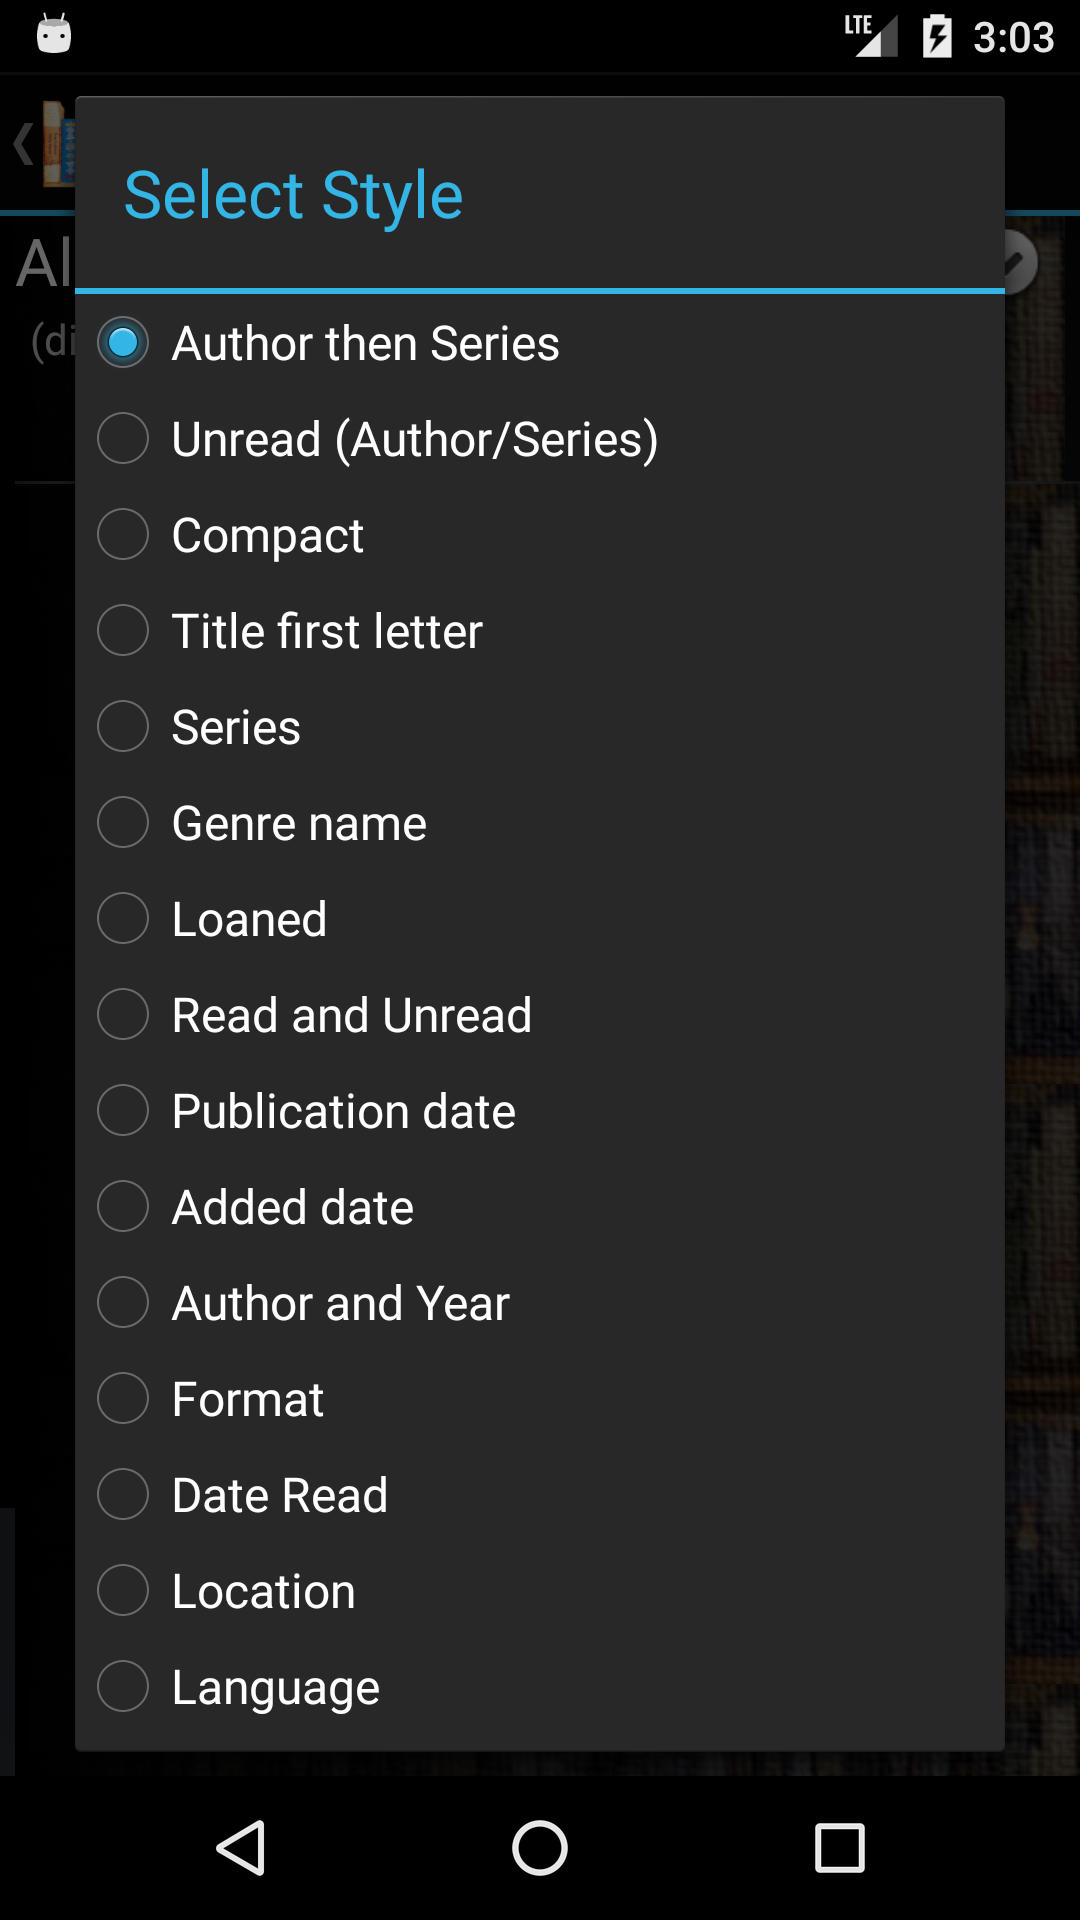 LTE 3:03
Select Style
Al
(di
Author then Series
Unread (Author/Series)
Compact
Title first letter
Series
Genre name
Loaned
Read and Unread
Publication date
Added date
Author and Year
Format
Date Read
Location
Language